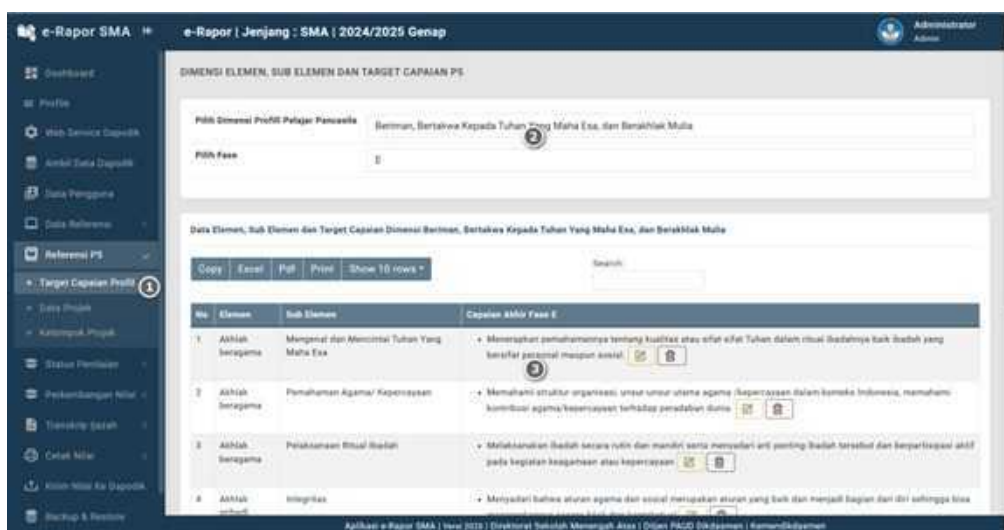 e-Rapor SMA
e-Rapor | Jenjang : SMA | 2024/2025 Genap
Administrator
Admin
Dashboard
Profile
Web Service Dapodik
Ambil Data Dapodik
Data Pengguna
Data Referensi
Referensi P5
Target Capaian Profil
1
Data Projek
Kelompok Projek
Status Penilaian
Perkembangan Nilai
Transkrip Ijazah
Cetak Nilai
Kirim Nilai Ke Dapodik
Backup & Restore
DIMENSI ELEMEN, SUB ELEMEN DAN TARGET CAPAIAN P5
Pilih Dimensi Profill Pelajar Pancasila
Beriman, Bertakwa Kepada Tuhan Yang Maha Esa, dan Berakhlak Mulia
2
Pilih Fase
E
Data Elemen, Sub Elemen dan Target Capaian Dimensi Beriman, Bertakwa Kepada Tuhan Yang Maha Esa, dan Berakhlak Mulia
Copy Excel Pdf Print Show 10 rows
Search:
No Elemen Sub Elemen Capaian Akhir Fase E
1 Akhlak beragama Mengenal dan Mencintai Tuhan Yang Maha Esa
• Menerapkan pemahamannya tentang kualitas atau sifat-sifat Tuhan dalam ritual ibadahnya baik ibadah yang
bersifat personal maupun sosial.
3
2 Akhlak beragama Pemahaman Agama/ Kepercayaan
• Memahami struktur organisasi, unsur-unsur utama agama /kepercayaan dalam konteks Indonesia, memahami
kontribusi agama/kepercayaan terhadap peradaban dunia.
3 Akhlak beragama Pelaksanaan Ritual Ibadah
• Melaksanakan ibadah secara rutin dan mandiri serta menyadari arti penting ibadah tersebut dan berpartisipasi aktif
pada kegiatan keagamaan atau kepercayaan
4 Akhlak pribadi Integritas
• Menyadari bahwa aturan agama dan sosial merupakan aturan yang baik dan menjadi bagian dari diri sehingga bisa
Aplikasi e-Rapor SMA | Versi 2025 | Direktorat Sekolah Menengah Atas | Ditjen PAUD Dikdasmen | Kemendikdasmen